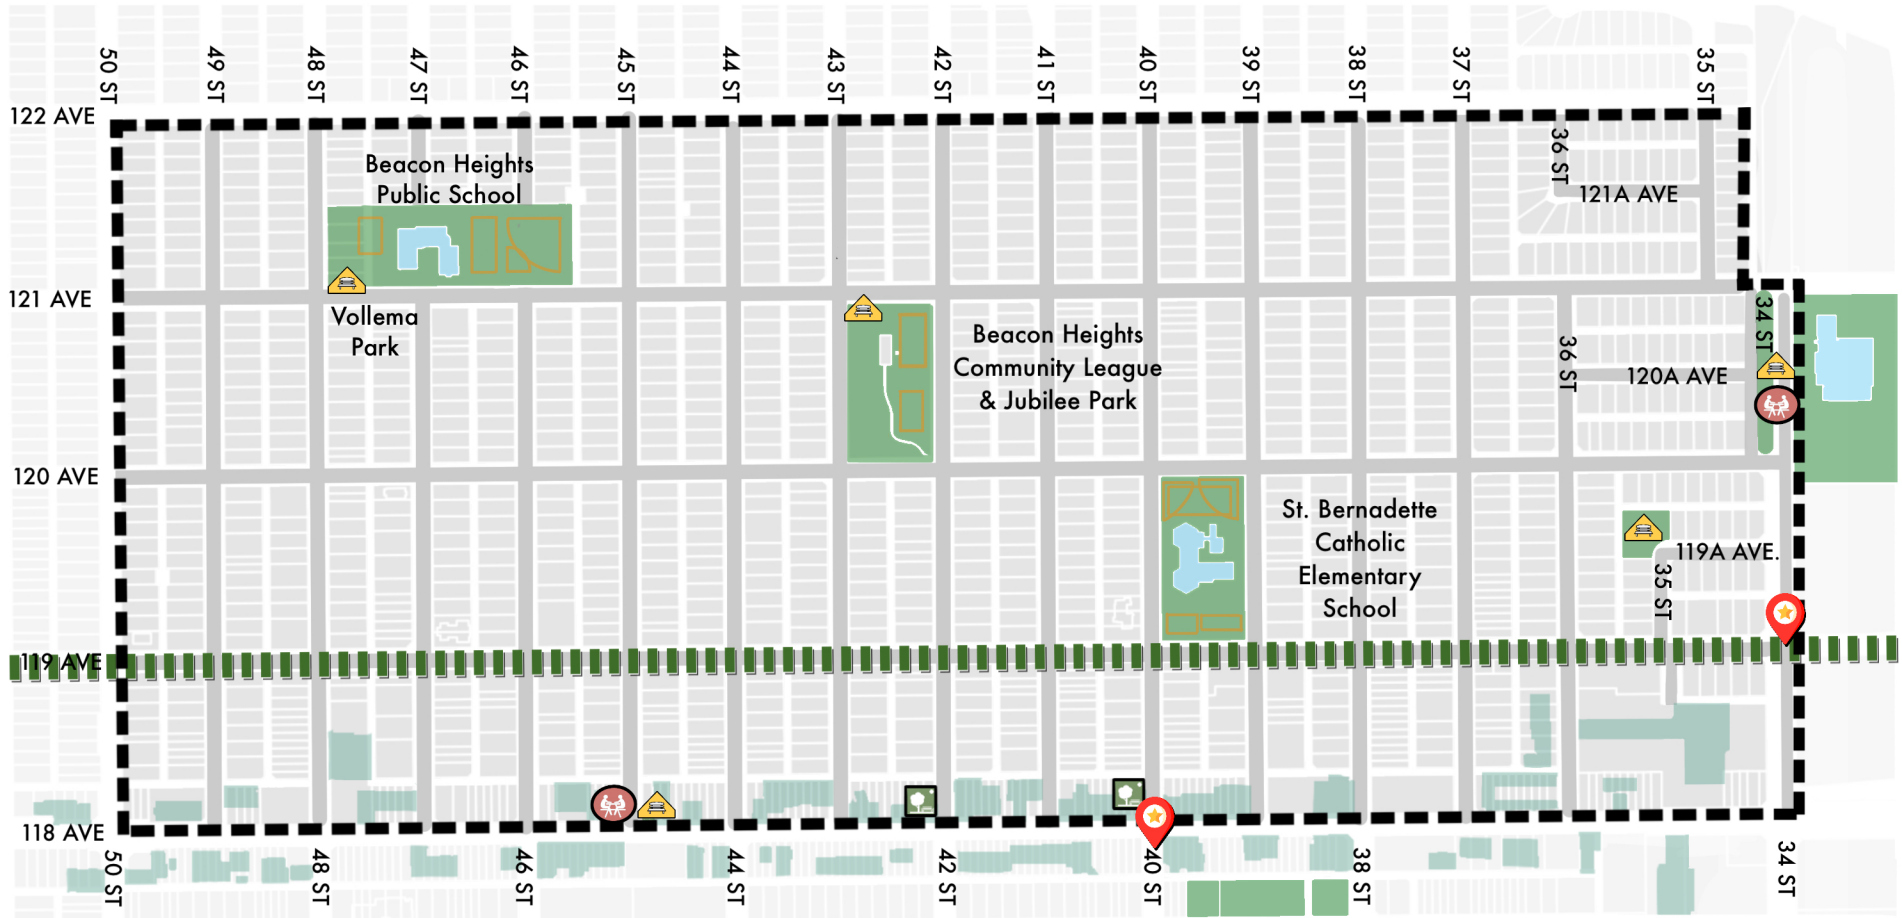 50 ST
49 ST
48 ST
47 ST
46 ST
45 ST
44 ST
43 ST
42 ST
41 ST
40 ST
39 ST
38 ST
37 ST
35 ST
122 AVE
36 ST
Beacon Heights
Public School
121A AVE
121 AVE
34 ST
Vollema
Park
Beacon Heights
Community League
& Jubilee Park
36 ST
120A AVE
120 AVE
St. Bernadette
Catholic
Elementary
School
119A AVE.
35 ST
119 AVE
118 AVE
50 ST
48 ST
46 ST
44 ST
42 ST
40 ST
38 ST
34 ST